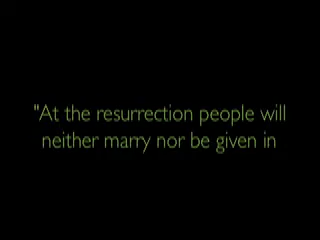 "At the resurrection people will
neither marry nor be given in